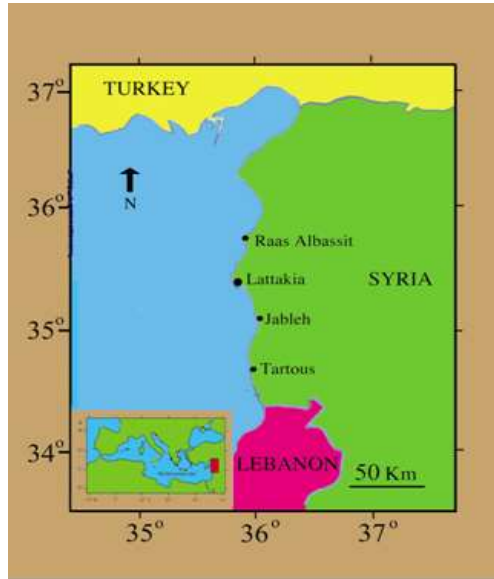 37°
TURKEY
N
36°
Raas Albassit
Lattakia
SYRIA
35°
Jableh
Tartous
34°
LEBANON
50 Km
35°
36°
37°